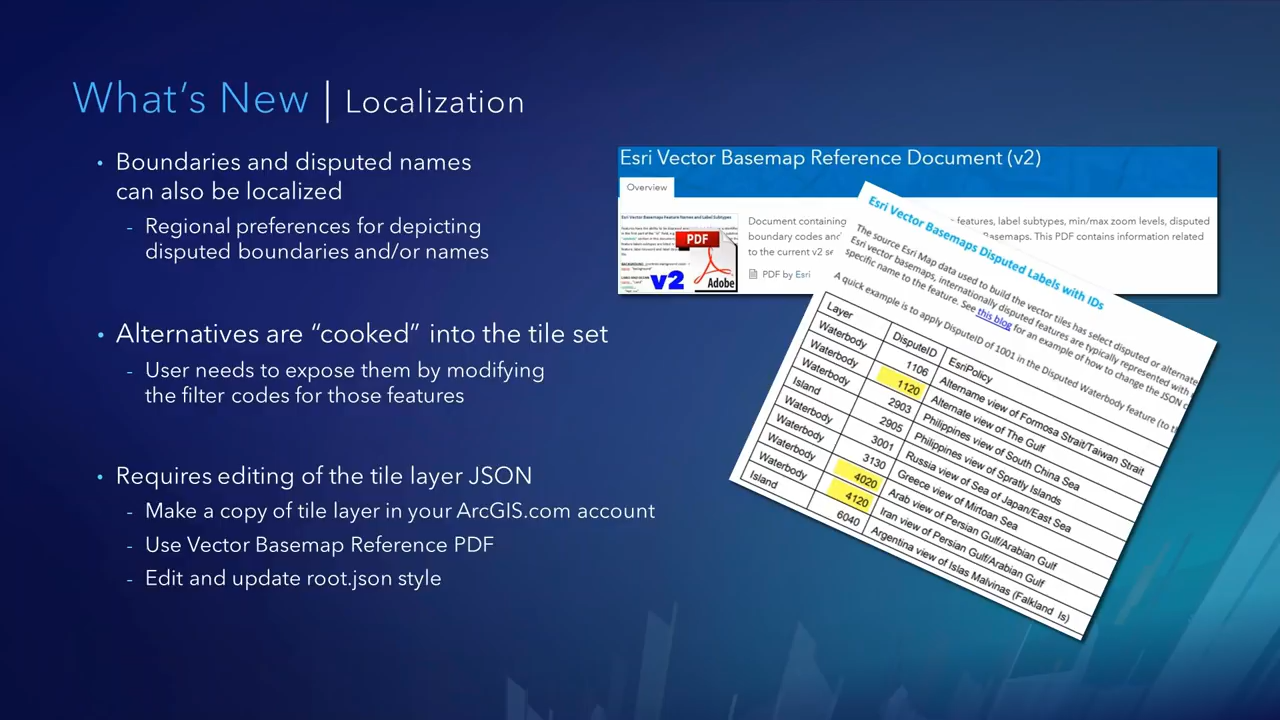 What's New | Localization
• Boundaries and disputed names
can also be localized
- Regional preferences for depicting
disputed boundaries and/or names
• Alternatives are “cooked” into the tile set
- User needs to expose them by modifying
the filter codes for those features
• Requires editing of the tile layer JSON
- Make a copy of tile layer in your ArcGIS.com account
- Use Vector Basemap Reference PDF
- Edit and update root.json style
Esri Vector Basemap Reference Document (v2)
Overview
Esri Vector Basemaps Feature Names and Label Subtypes
PDF
v2
Adobe
Document containing features, label subtypes, min/max zoom levels, disputed
boundary codes and Basemaps. This PDF contains information related
to the current v2
PDF by Esri
Esri Vector Basemaps Disputed Labels with IDs
The source Esri Map data used to build the vector tiles has select disputed or alternate
Esri vector basemaps, internationally disputed features are typically represented with
specific name to the feature. See this blog for an example of how to change the JSON
A quick example is to apply DisputeID of 1001 in the Disputed Waterbody feature (to
Layer DisputeID EsriPolicy
Waterbody 1106 Altername view of Formosa Strait/Taiwan Strait
Waterbody 1120 Alternate view of The Gulf
Waterbody 2903 Philippines view of South China Sea
Island 2905 Philippines view of Spratly Islands
Waterbody 3001 Russia view of Sea of Japan/East Sea
Waterbody 3130 Greece view of Mirtoan Sea
Waterbody 4020 Arab view of Persian Gulf/Arabian Gulf
Waterbody 4120 Iran view of Persian Gulf/Arabian Gulf
Island 6040 Argentina view of Islas Malvinas (Falkland Is)